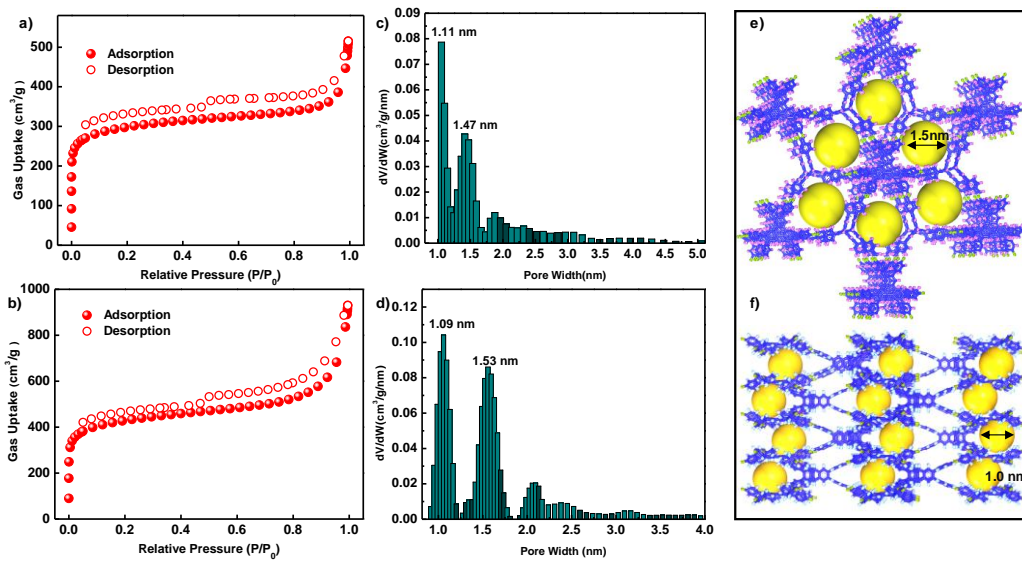 a)
500
400
300
200
100
0
Gas Uptake (cm³/g)
Adsorption
Desorption
0.0 0.2 0.4 0.6 0.8 1.0
Relative Pressure (P/P₀)
c)
0.09
0.08
0.07
0.06
0.05
0.04
0.03
0.02
0.01
0.00
dV/dW(cm³/g/nm)
1.11 nm
1.47 nm
1.0 1.5 2.0 2.5 3.0 3.5 4.0 4.5 5.0
Pore Width(nm)
e)
1.5nm
b)
1000
800
600
400
200
0
Gas Uptake (cm³/g)
Adsorption
Desorption
0.0 0.2 0.4 0.6 0.8 1.0
Relative Pressure (P/P₀)
d)
0.12
0.10
0.08
0.06
0.04
0.02
0.00
dV/dW(cm³/g/nm)
1.09 nm
1.53 nm
1.0 1.5 2.0 2.5 3.0 3.5 4.0
Pore Width (nm)
f)
1.0 nm